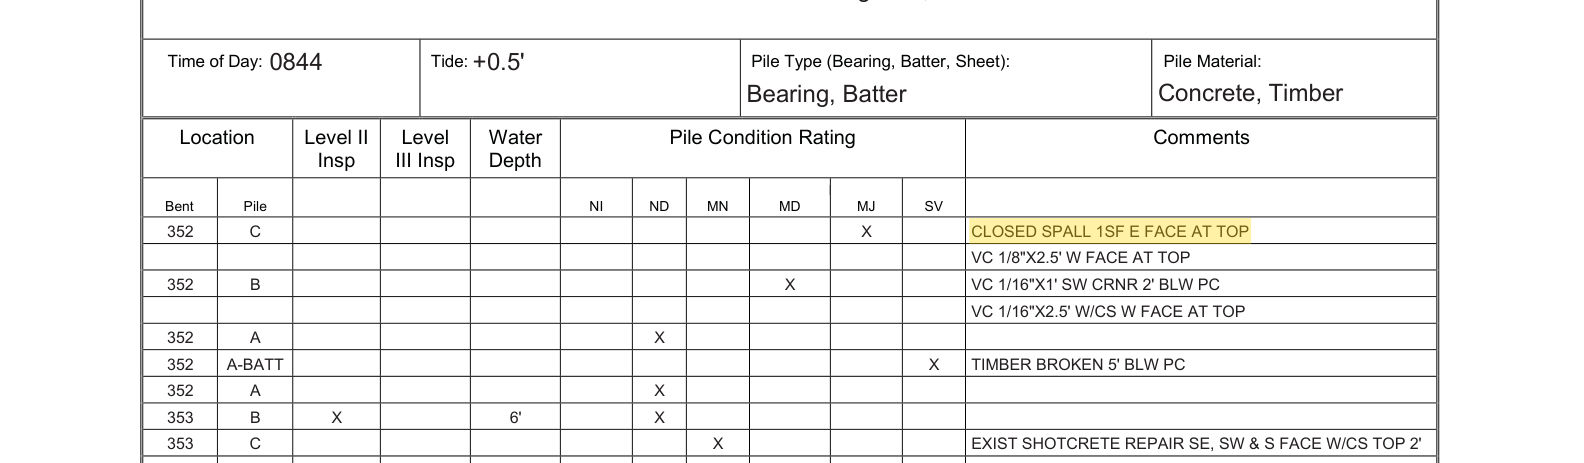 Time of Day: 0844 Tide: +0.5' Pile Type (Bearing, Batter, Sheet): Pile Material:
Bearing, Batter Concrete, Timber
Location Level II Level Water Pile Condition Rating Comments
Insp III Insp Depth
Bent Pile NI ND MN MD MJ SV
352 C X CLOSED SPALL 1SF E FACE AT TOP
VC 1/8"X2.5' W FACE AT TOP
352 B X VC 1/16"X1' SW CRNR 2' BLW PC
VC 1/16"X2.5' W/CS W FACE AT TOP
352 A X
352 A-BATT X TIMBER BROKEN 5' BLW PC
352 A X
353 B X 6' X
353 C X EXIST SHOTCRETE REPAIR SE, SW & S FACE W/CS TOP 2'